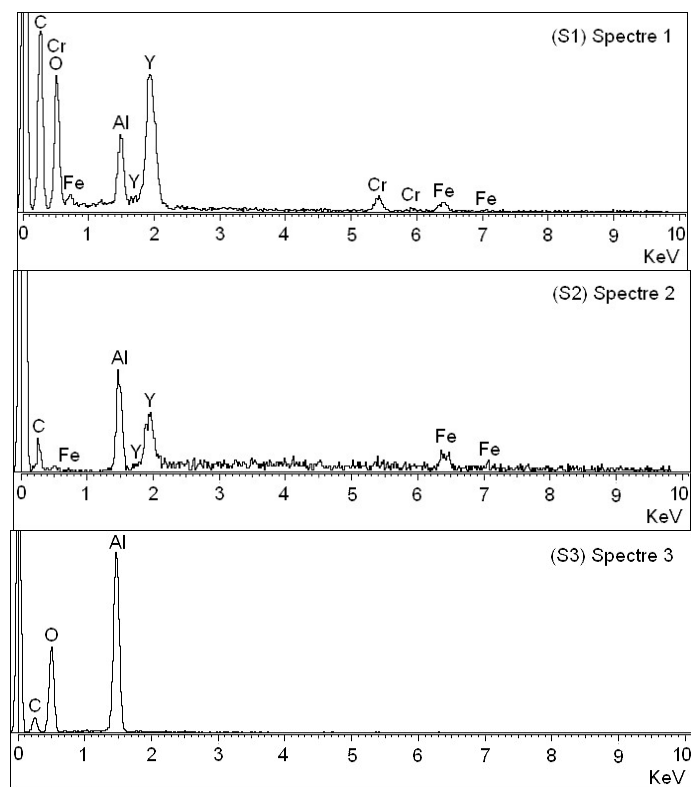 C
(S1) Spectre 1
Cr
O Y
Al
Fe Y Cr Cr Fe Fe
0 1 2 3 4 5 6 7 8 9 10
KeV
(S2) Spectre 2
Al
Y
C Fe Y Fe Fe
0 1 2 3 4 5 6 7 8 9 10
KeV
Al
(S3) Spectre 3
O
C
0 1 2 3 4 5 6 7 8 9 10
KeV